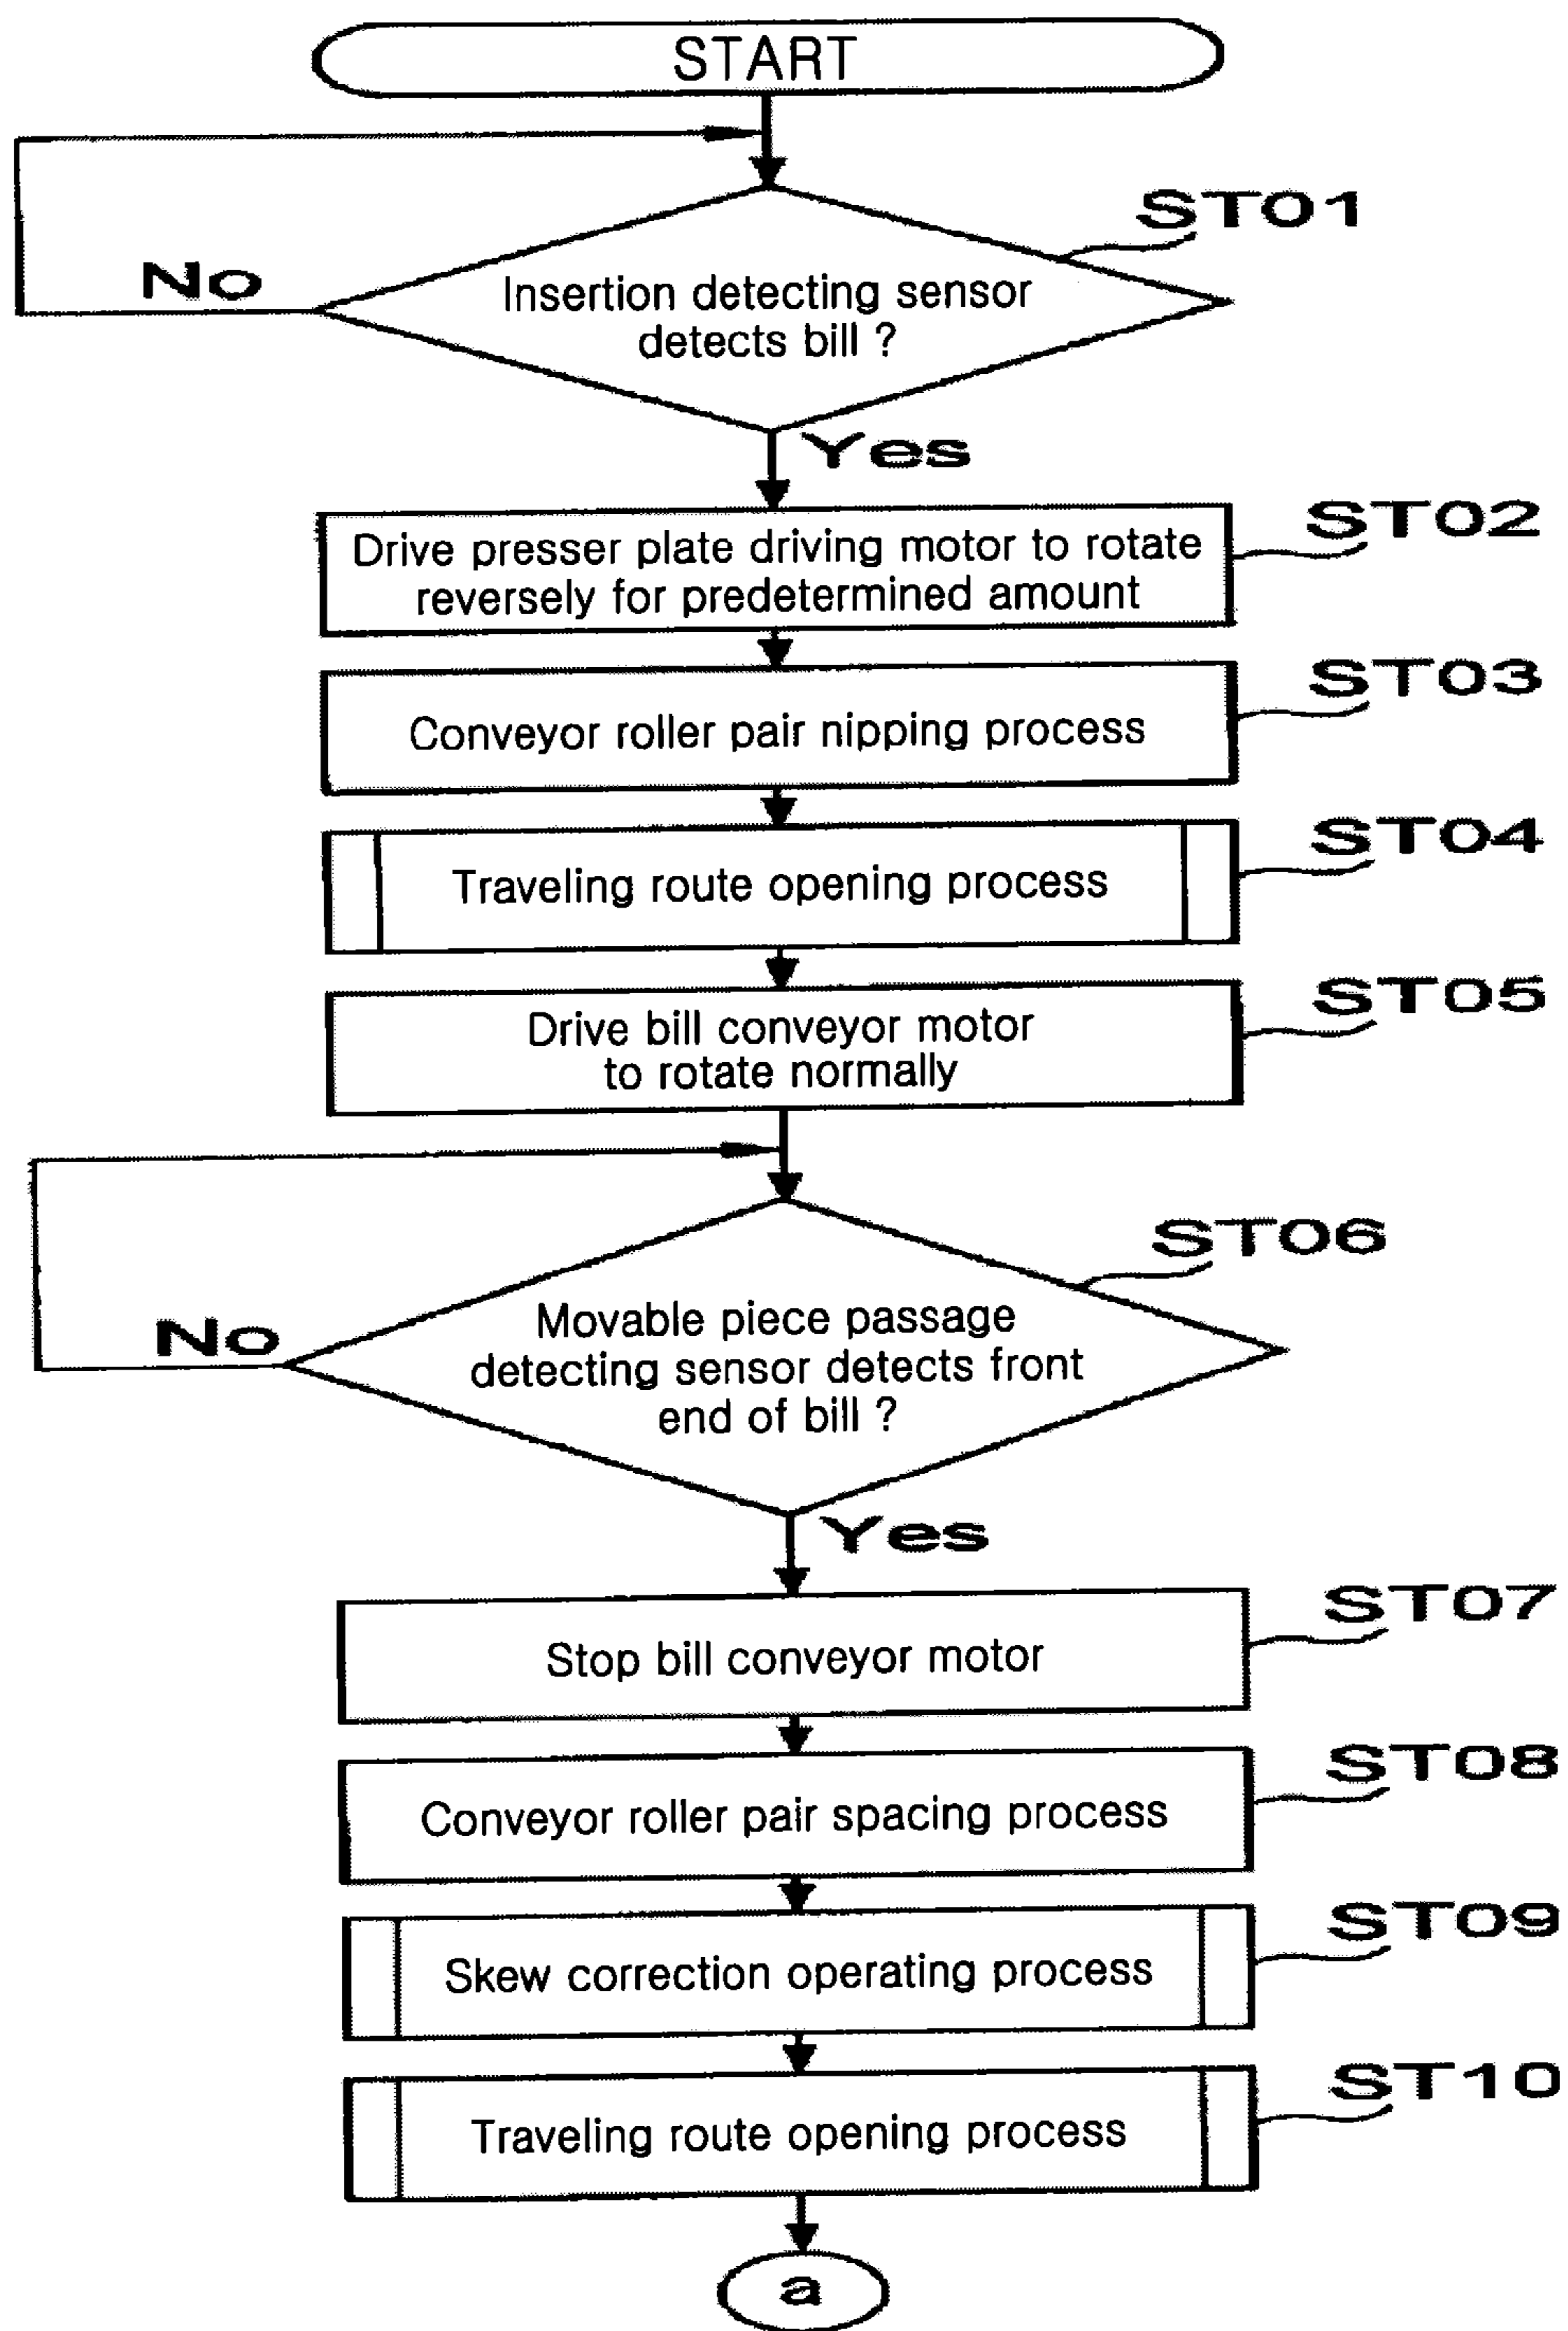 START
ST01
No
Insertion detecting sensor
detects bill ?
Yes
ST02
Drive presser plate driving motor to rotate
reversely for predetermined amount
ST03
Conveyor roller pair nipping process
ST04
Traveling route opening process
ST05
Drive bill conveyor motor
to rotate normally
ST06
No
Movable piece passage
detecting sensor detects front
end of bill ?
Yes
ST07
Stop bill conveyor motor
ST08
Conveyor roller pair spacing process
ST09
Skew correction operating process
ST10
Traveling route opening process
a